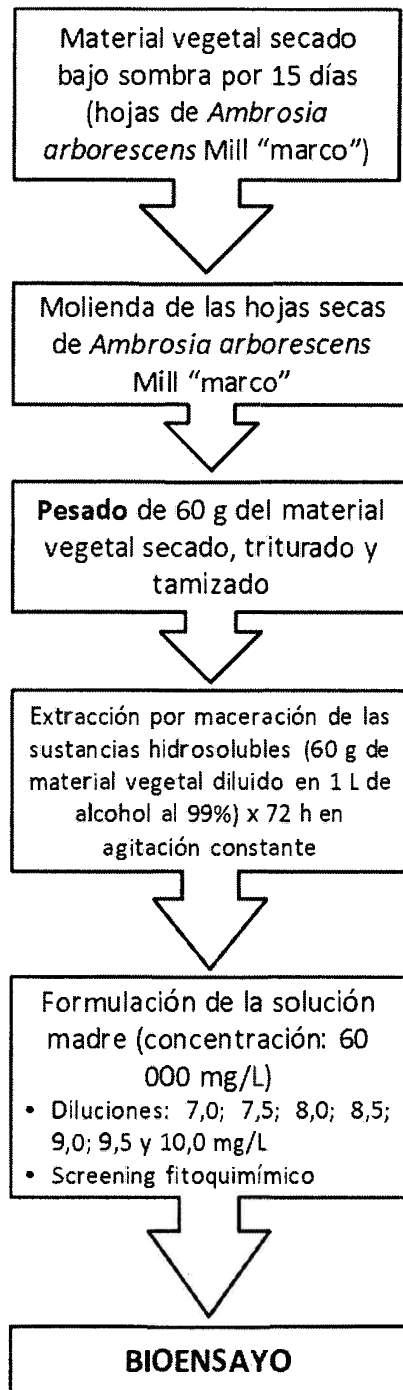 Material vegetal secado
bajo sombra por 15 días
(hojas de Ambrosia
arborescens Mill “marco”)
Molienda de las hojas secas
de Ambrosia arborescens
Mill “marco”
Pesado de 60 g del material
vegetal secado, triturado y
tamizado
Extracción por maceración de las
sustancias hidrosolubles (60 g de
material vegetal diluido en 1 L de
alcohol al 99%) x 72 h en
agitación constante
Formulación de la solución
madre (concentración: 60
000 mg/L)
• Diluciones: 7,0; 7,5; 8,0; 8,5;
9,0; 9,5 y 10,0 mg/L
• Screening fitoquimímico
BIOENSAYO